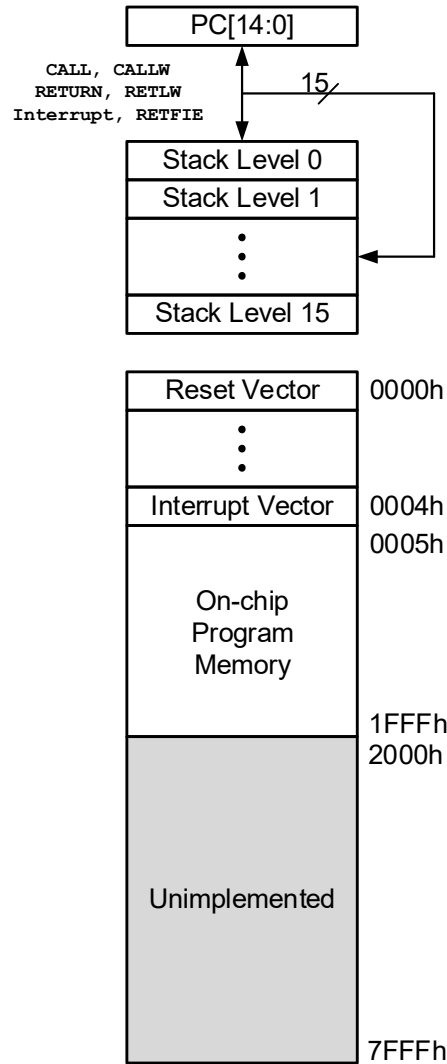 PC[14:0]
CALL, CALLW
RETURN, RETLW
Interrupt, RETFIE
15
Stack Level 0
Stack Level 1
Stack Level 15
Reset Vector
0000h
Interrupt Vector
0004h
0005h
On-chip
Program
Memory
1FFFh
2000h
Unimplemented
7FFFh